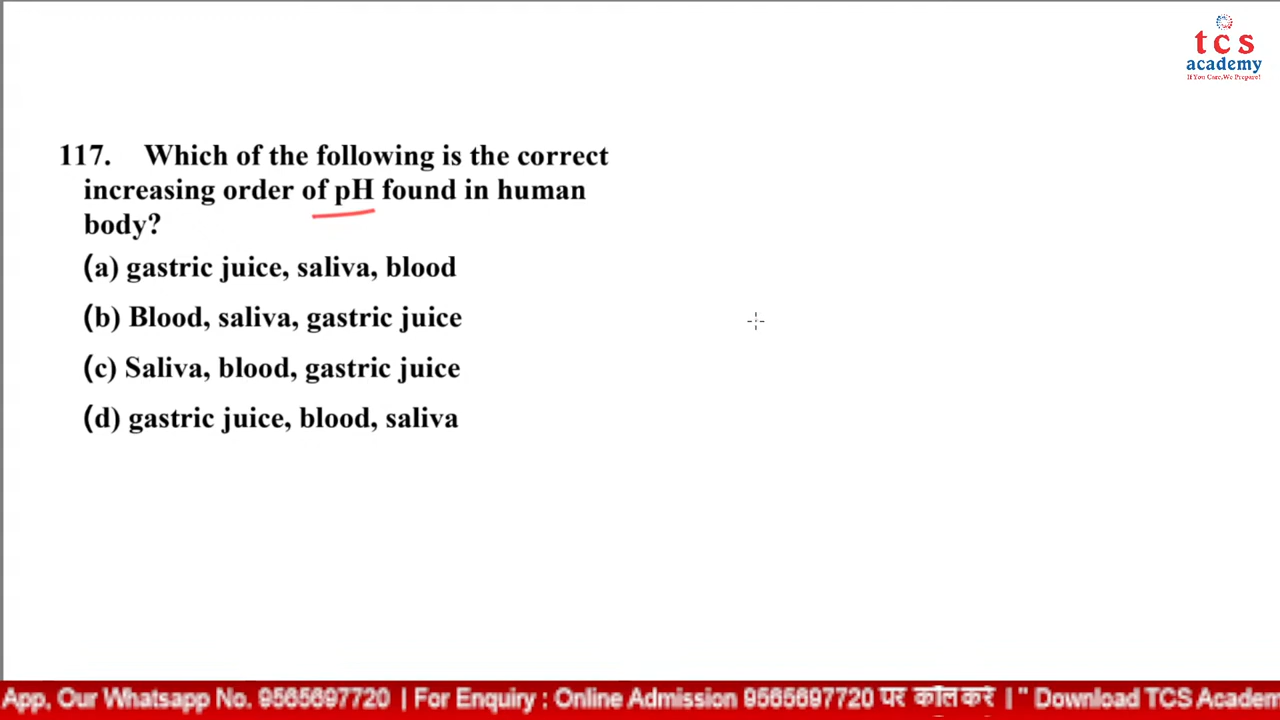 tcs
academy
If You Care,We Prepare!
117. Which of the following is the correct
increasing order of pH found in human
body?
(a) gastric juice, saliva, blood
(b) Blood, saliva, gastric juice
(c) Saliva, blood, gastric juice
(d) gastric juice, blood, saliva
App, Our Whatsapp No. 9565697720 | For Enquiry : Online Admission 9565697720 पर कॉल करें | " Download TCS Academ